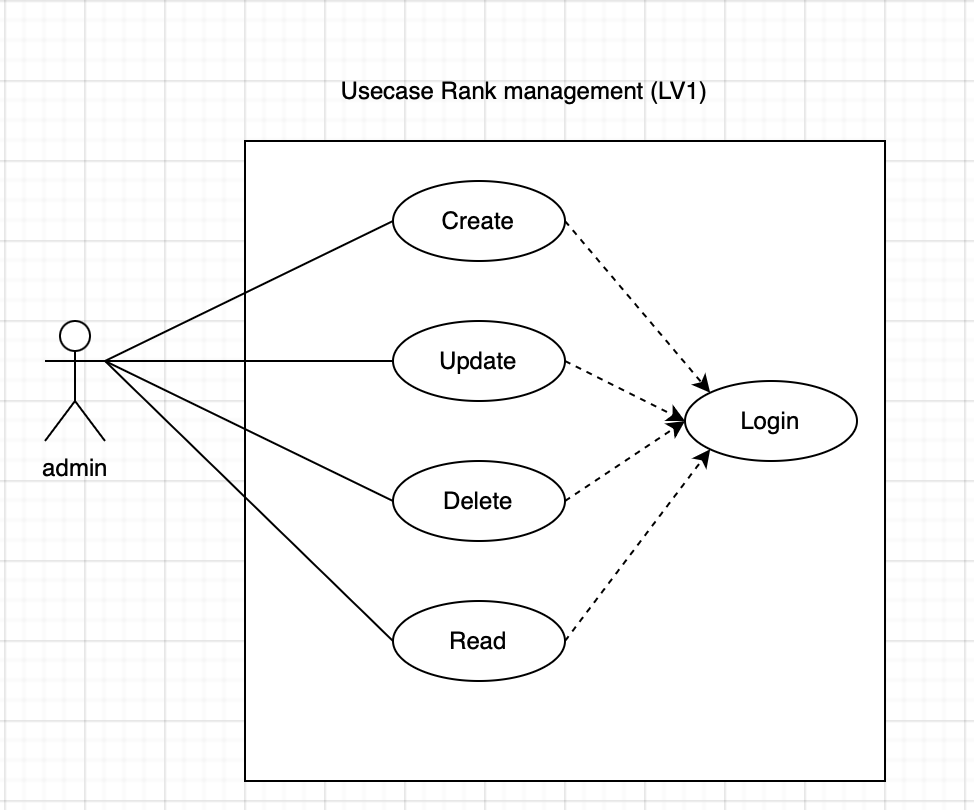 Usecase Rank management (LV1)
Create
Update
Login
admin
Delete
Read